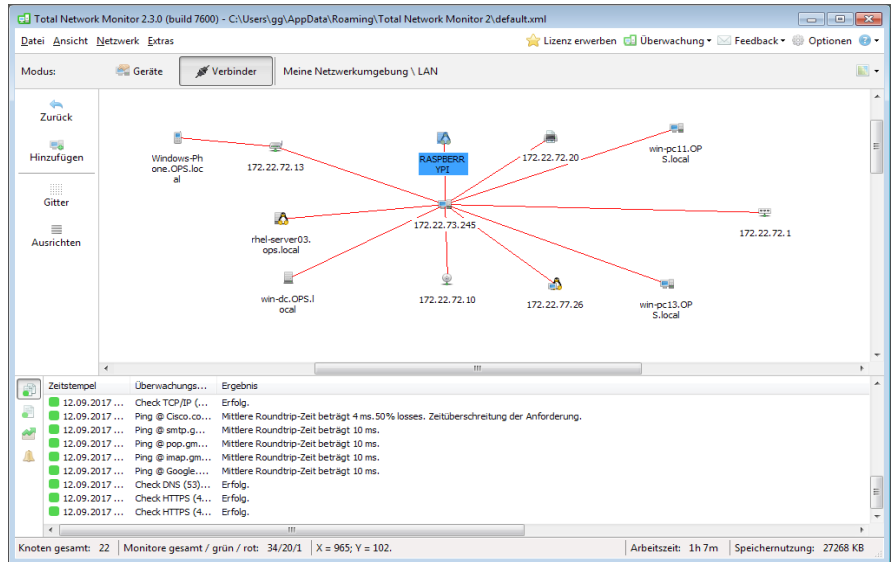 Total Network Monitor 2.3.0 (build 7600) - C:\Users\gg\AppData\Roaming\Total Network Monitor 2\default.xml
Datei Ansicht Netzwerk Extras Lizenz erwerben Überwachung Feedback Optionen
Modus: Geräte Verbinder Meine Netzwerkumgebung \ LAN
Zurück
Hinzufügen
Gitter
Ausrichten
Windows-Ph
one.OPS.loc
al
172.22.72.13
RASPBERR
YPI
172.22.72.20
win-pc11.OP
S.local
rhel-server03.
ops.local
172.22.73.245
172.22.72.1
win-dc.OPS.l
ocal
172.22.72.10
172.22.77.26
win-pc13.OP
S.local
Zeitstempel Überwachungs... Ergebnis
12.09.2017 ... Check TCP/IP (... Erfolg.
12.09.2017 ... Ping @ Cisco.co... Mittlere Roundtrip-Zeit beträgt 4 ms.50% losses. Zeitüberschreitung der Anforderung.
12.09.2017 ... Ping @ smtp.g... Mittlere Roundtrip-Zeit beträgt 10 ms.
12.09.2017 ... Ping @ pop.gm... Mittlere Roundtrip-Zeit beträgt 10 ms.
12.09.2017 ... Ping @ imap.gm... Mittlere Roundtrip-Zeit beträgt 10 ms.
12.09.2017 ... Ping @ Google.... Mittlere Roundtrip-Zeit beträgt 10 ms.
12.09.2017 ... Check DNS (53)... Erfolg.
12.09.2017 ... Check HTTPS (4... Erfolg.
12.09.2017 ... Check HTTPS (4... Erfolg.
Knoten gesamt: 22 Monitore gesamt / grün / rot: 34/20/1 X = 965; Y = 102. Arbeitszeit: 1h 7m Speichernutzung: 27268 KB